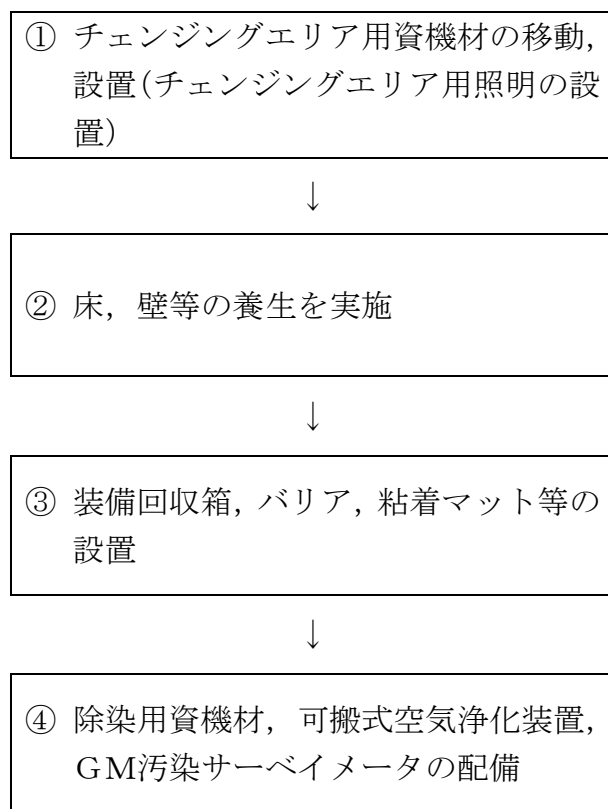 ① チェンジングエリア用資機材の移動,
設置(チェンジングエリア用照明の設
置)
↓
② 床, 壁等の養生を実施
↓
③ 装備回収箱, バリア, 粘着マット等の
設置
↓
④ 除染用資機材, 可搬式空気浄化装置,
GM汚染サーベイメータの配備